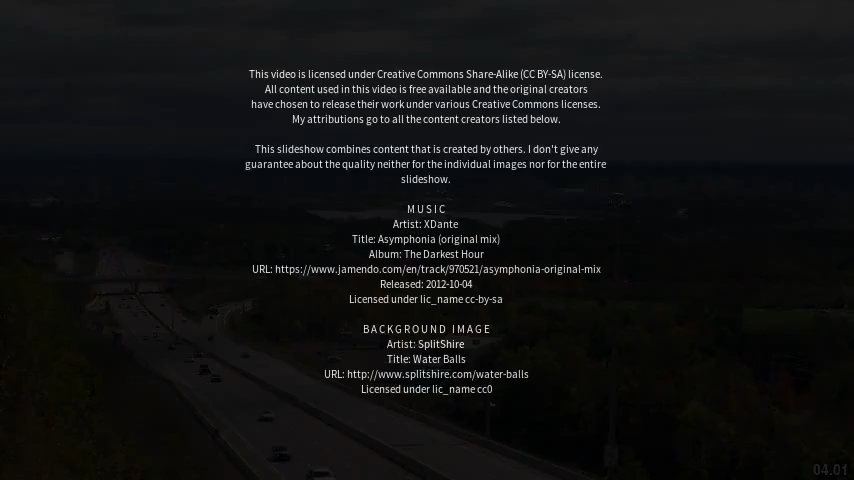 This video is licensed under Creative Commons Share-Alike (CC BY-SA) license.
All content used in this video is free available and the original creators
have chosen to release their work under various Creative Commons licenses.
My attributions go to all the content creators listed below.
This slideshow combines content that is created by others. I don't give any
guarantee about the quality neither for the individual images nor for the entire
slideshow.
MUSIC
Artist: XDante
Title: Asymphonia (original mix)
Album: The Darkest Hour
URL: https://www.jamendo.com/en/track/970521/asymphonia-original-mix
Released: 2012-10-04
Licensed under lic_name cc-by-sa
BACKGROUND IMAGE
Artist: SplitShire
Title: Water Balls
URL: http://www.splitshire.com/water-balls
Licensed under lic_name cc0
04.01